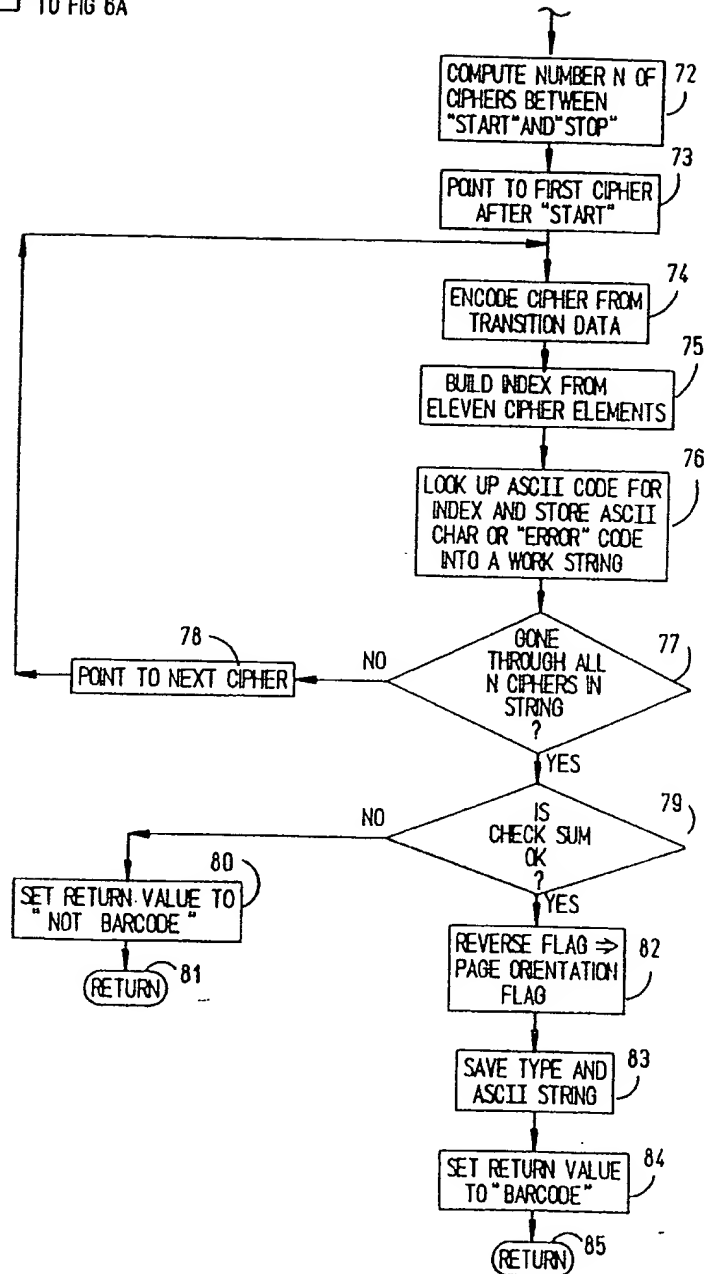 TO FIG 6A
COMPUTE NUMBER N OF
CIPHERS BETWEEN
"START"AND"STOP"
72
73
POINT TO FIRST CIPHER
AFTER "START"
74
ENCODE CIPHER FROM
TRANSITION DATA
75
BUILD INDEX FROM
ELEVEN CIPHER ELEMENTS
76
LOOK UP ASCII CODE FOR
INDEX AND STORE ASCII
CHAR OR "ERROR" CODE
INTO A WORK STRING
78
POINT TO NEXT CIPHER
NO
GONE
THROUGH ALL
N CIPHERS IN
STRING
?
77
YES
NO
IS
CHECK SUM
OK
?
79
YES
80
SET RETURN VALUE TO
"NOT BARCODE"
RETURN
81
REVERSE FLAG ⇒
PAGE ORIENTATION
FLAG
82
SAVE TYPE AND
ASCII STRING
83
SET RETURN VALUE
TO "BARCODE"
84
RETURN
85